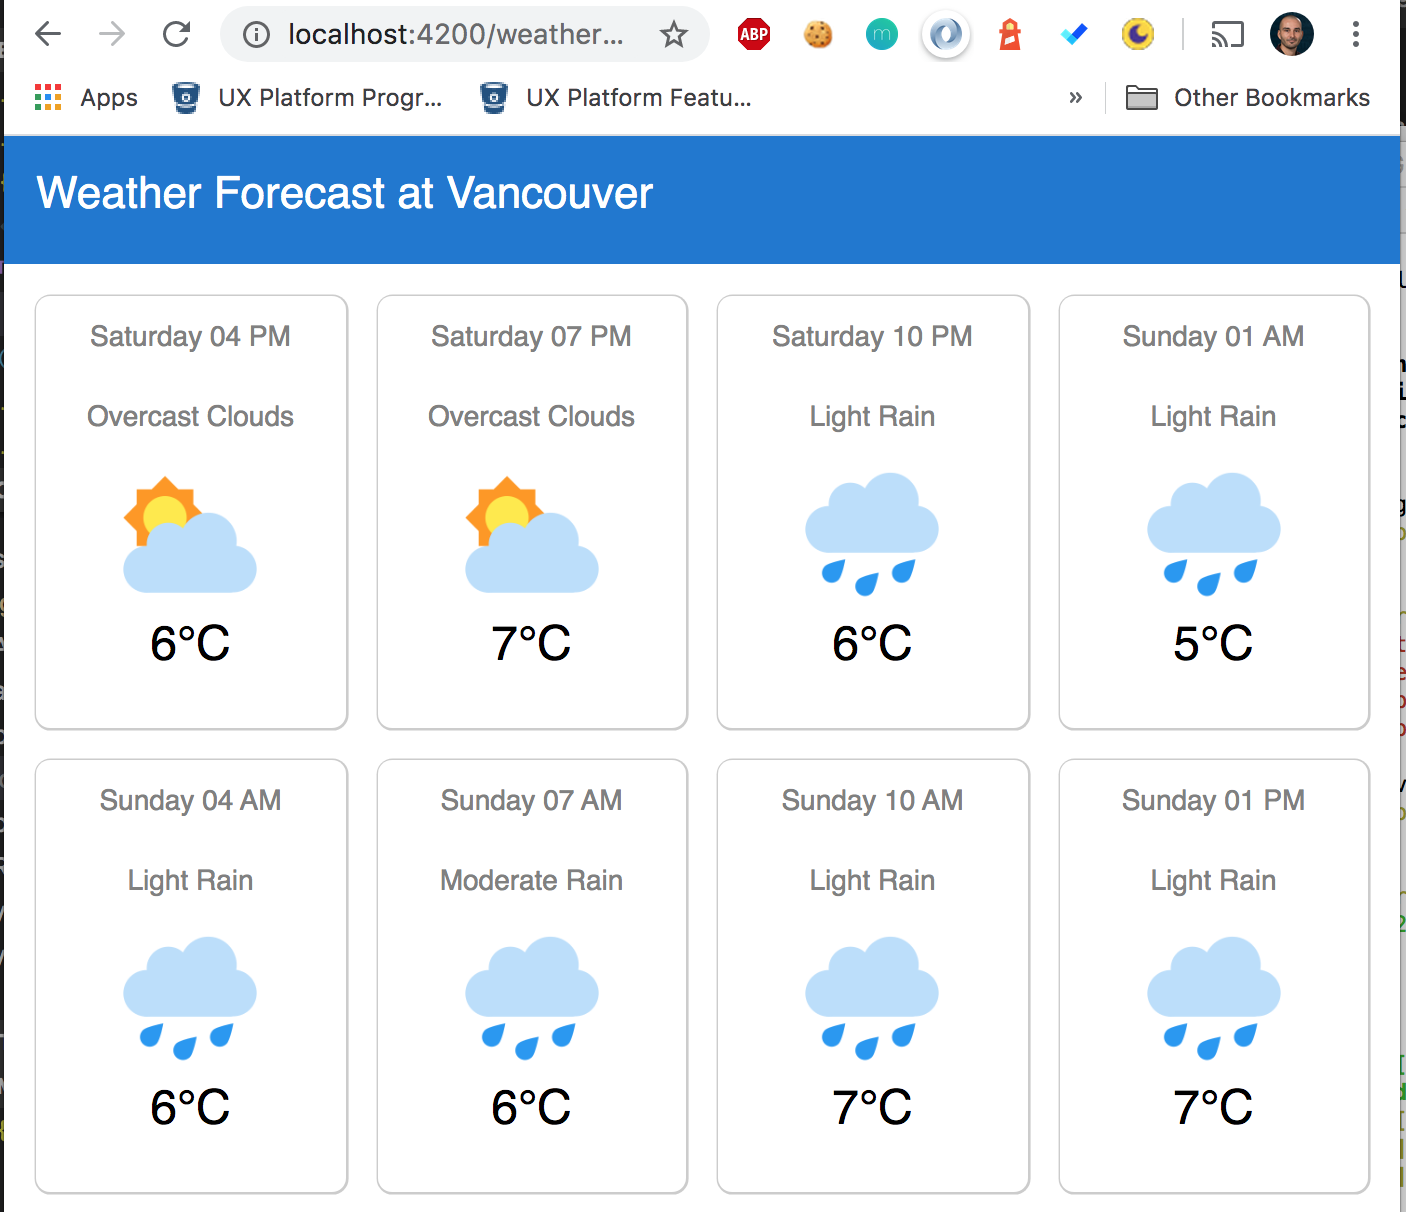 localhost:4200/weather...
ABP
m
Apps
UX Platform Progr...
UX Platform Featu...
»
Other Bookmarks
Weather Forecast at Vancouver
Saturday 04 PM
Overcast Clouds
6°C
Saturday 07 PM
Overcast Clouds
7°C
Saturday 10 PM
Light Rain
6°C
Sunday 01 AM
Light Rain
5°C
Sunday 04 AM
Light Rain
6°C
Sunday 07 AM
Moderate Rain
6°C
Sunday 10 AM
Light Rain
7°C
Sunday 01 PM
Light Rain
7°C